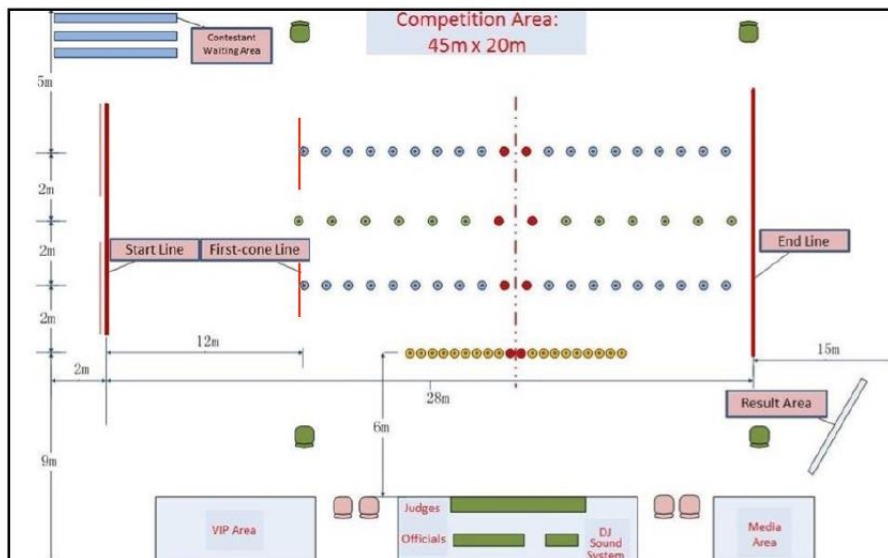 Competition Area:
45m x 20m
Contestant
Waiting Area
5m
2m
2m
2m
Start Line
First-cone Line
End Line
12m
2m
28m
15m
6m
9m
Result Area
VIP Area
Judges
Officials
DJ
Sound
System
Media
Area